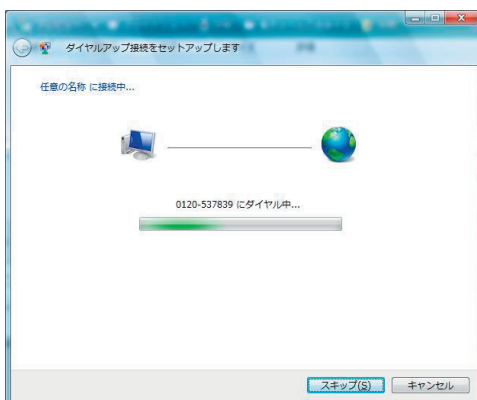 ダイヤルアップ接続をセットアップします
任意の名称 に接続中...
0120-537839 にダイヤル中...
スキップ(S)
キャンセル